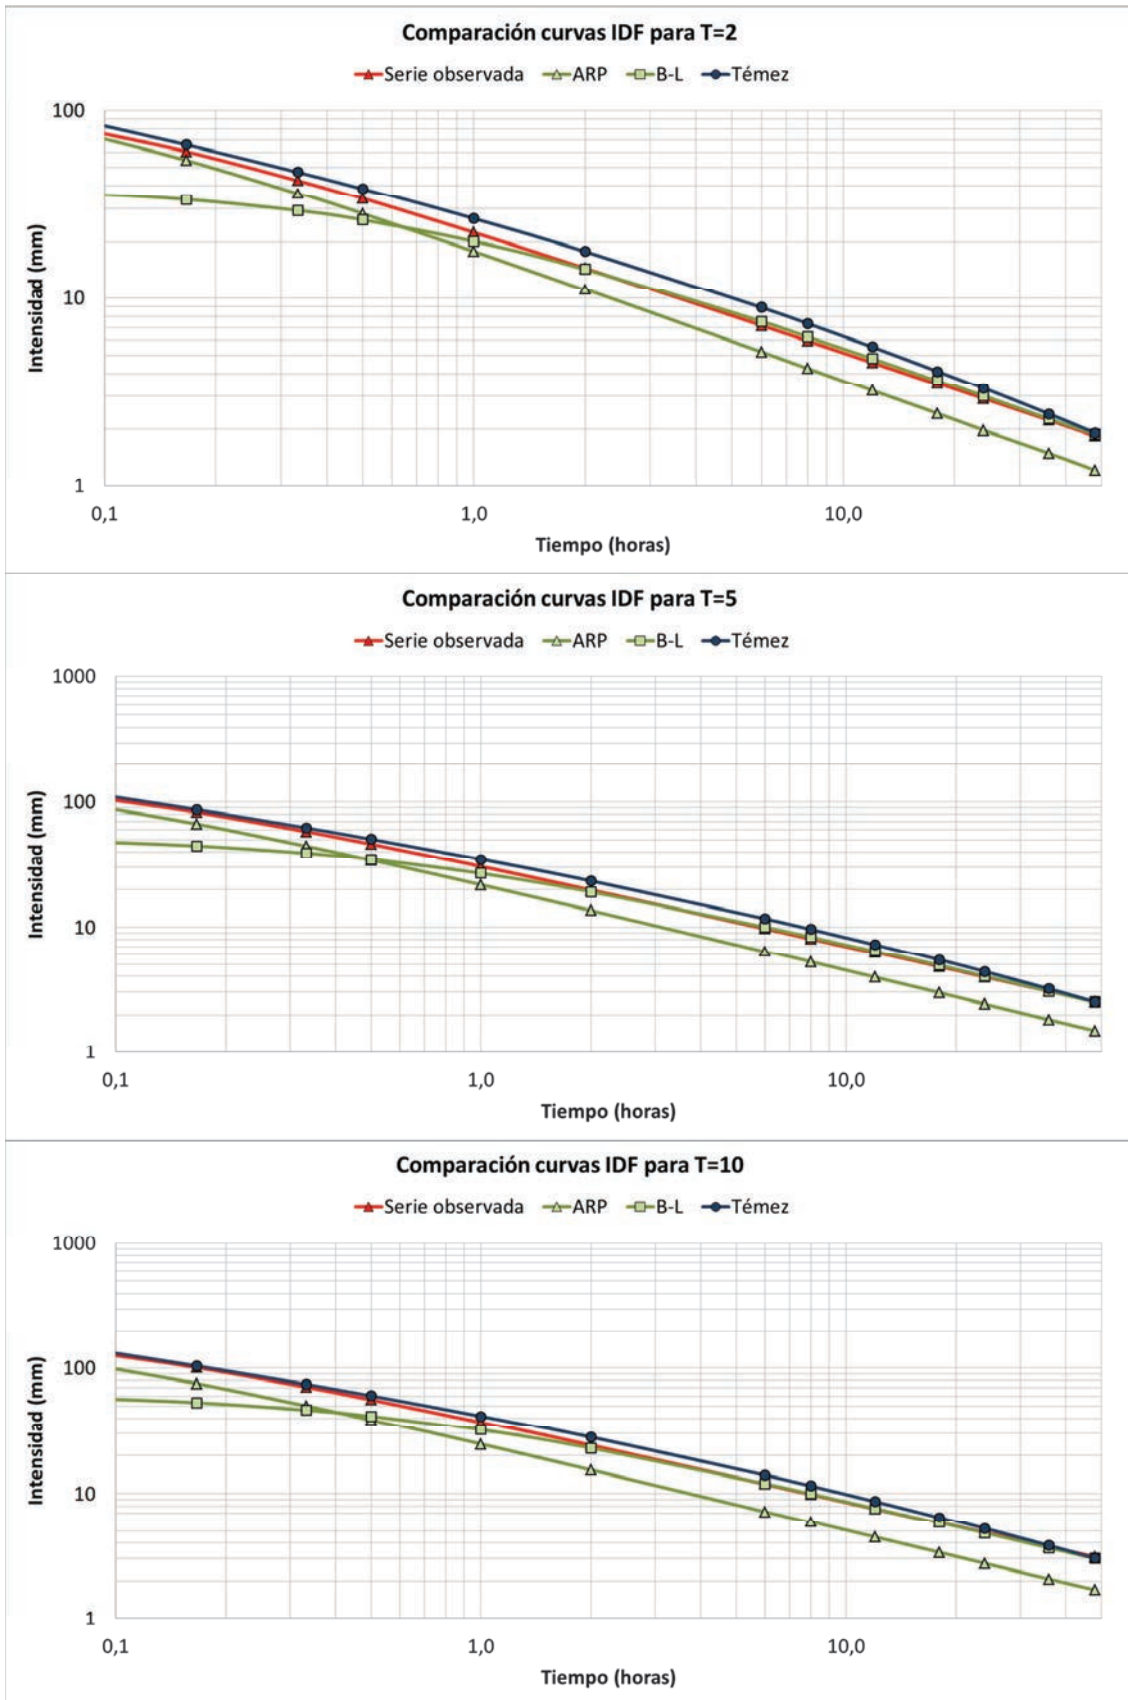 Comparación curvas IDF para T=2
Serie observada ARP B-L Témez
100
10
1
Intensidad (mm)
0,1 1,0 10,0
Tiempo (horas)
Comparación curvas IDF para T=5
Serie observada ARP B-L Témez
1000
100
10
1
Intensidad (mm)
0,1 1,0 10,0
Tiempo (horas)
Comparación curvas IDF para T=10
Serie observada ARP B-L Témez
1000
100
10
1
Intensidad (mm)
0,1 1,0 10,0
Tiempo (horas)